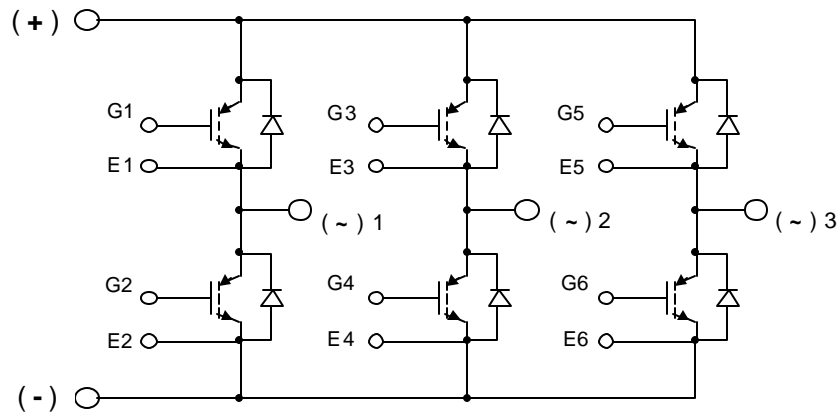 (+)
G1 G3 G5
E1 E3 E5
(~)1 (~)2 (~)3
G2 G4 G6
E2 E4 E6
(-)